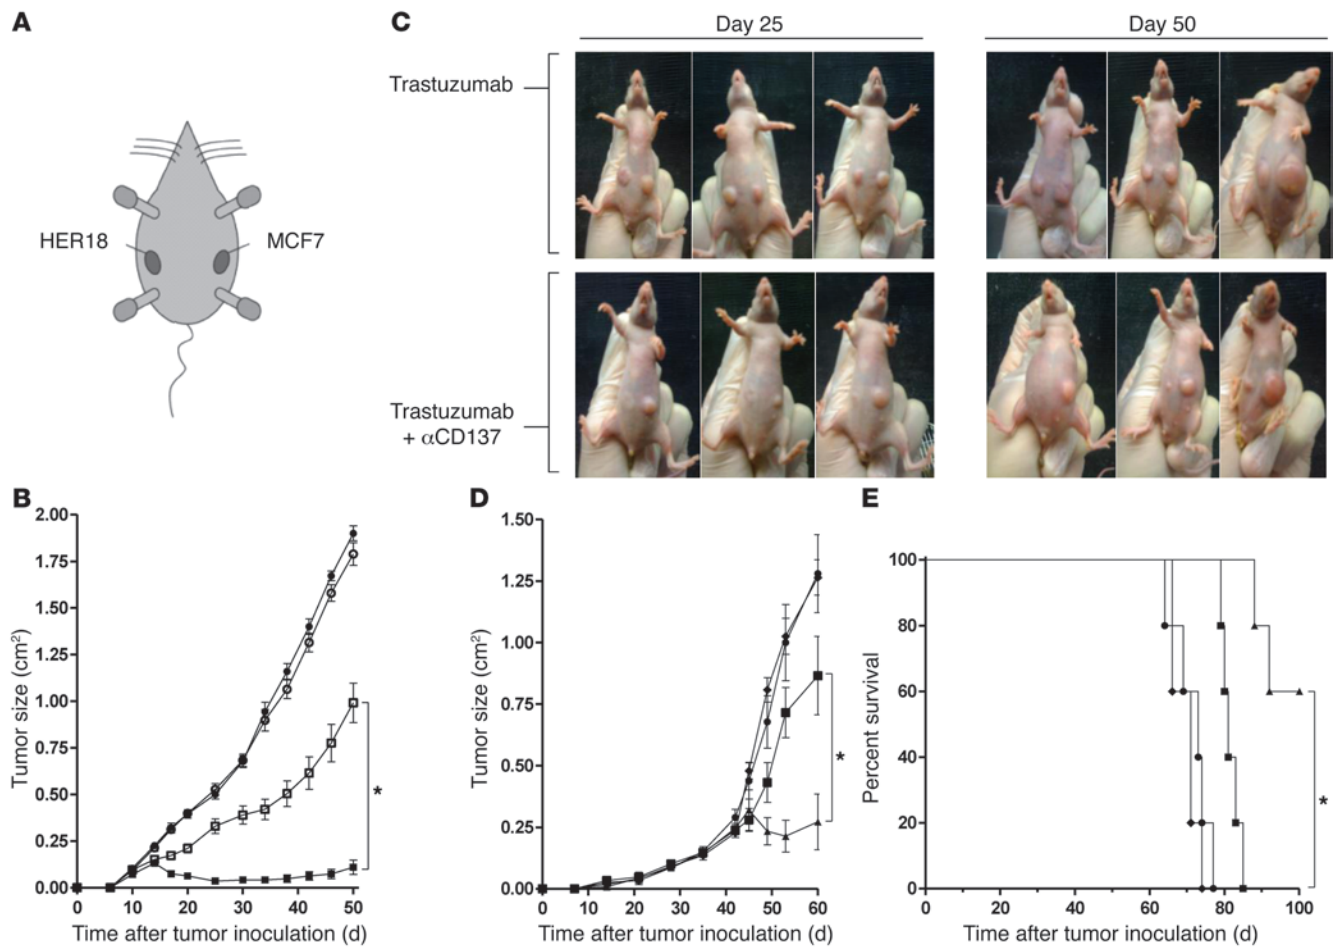 A
HER18
MCF7
C
Day 25
Day 50
Trastuzumab
Trastuzumab
+ αCD137
B
Tumor size (cm²)
2.00
1.75
1.50
1.25
1.00
0.75
0.50
0.25
0.00
0 10 20 30 40 50
*
Time after tumor inoculation (d)
D
Tumor size (cm²)
1.50
1.25
1.00
0.75
0.50
0.25
0.00
0 10 20 30 40 50 60
*
Time after tumor inoculation (d)
E
Percent survival
100
80
60
40
20
0
0 20 40 60 80 100
*
Time after tumor inoculation (d)